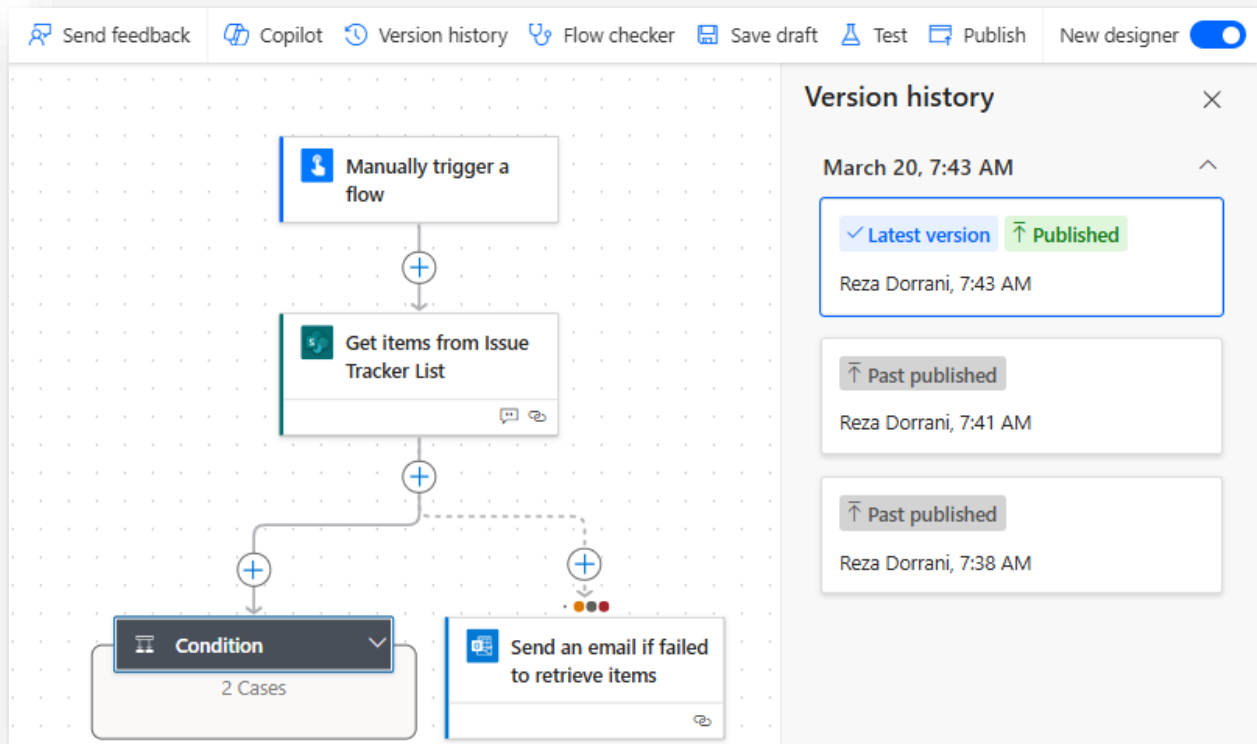 Send feedback
Copilot
Version history
Flow checker
Save draft
Test
Publish
New designer
Manually trigger a
flow
Get items from Issue
Tracker List
Condition
2 Cases
Send an email if failed
to retrieve items
Version history
March 20, 7:43 AM
Latest version
Published
Reza Dorrani, 7:43 AM
Past published
Reza Dorrani, 7:41 AM
Past published
Reza Dorrani, 7:38 AM